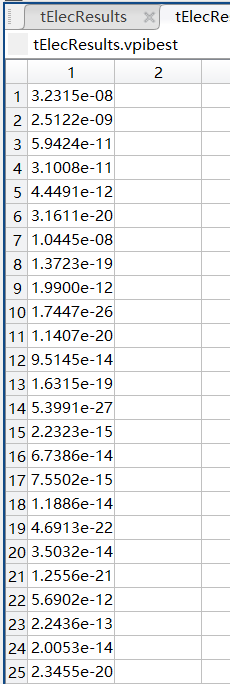 tElecResults tElecRe
tElecResults.vpibest
1 2
1 3.2315e-08
2 2.5122e-09
3 5.9424e-11
4 3.1008e-11
5 4.4491e-12
6 3.1611e-20
7 1.0445e-08
8 1.3723e-19
9 1.9900e-12
10 1.7447e-26
11 1.1407e-20
12 9.5145e-14
13 1.6315e-19
14 5.3991e-27
15 2.2323e-15
16 6.7386e-14
17 7.5502e-15
18 1.1886e-14
19 4.6913e-22
20 3.5032e-14
21 1.2556e-21
22 5.6902e-12
23 2.2436e-13
24 2.0053e-14
25 2.3455e-20